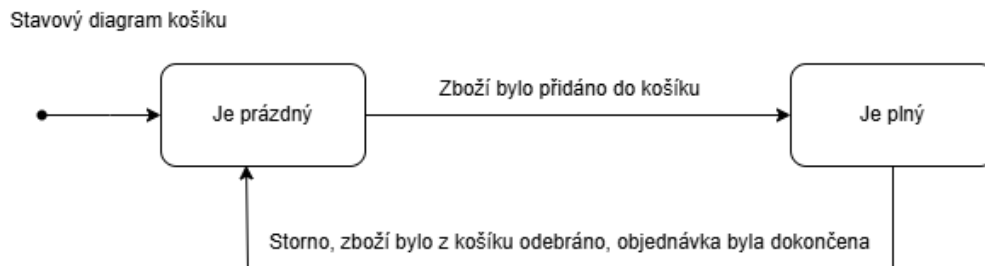 Stavový diagram košíku
Je prázdný
Zboží bylo přidáno do košíku
Je plný
Storno, zboží bylo z košíku odebráno, objednávka byla dokončena